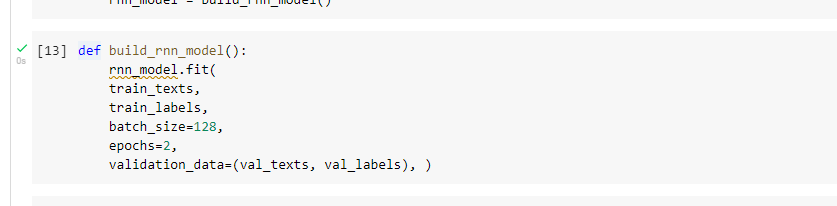 rnn_model = build_rnn_model()
[13] def build_rnn_model():
rnn_model.fit(
train_texts,
train_labels,
batch_size=128,
epochs=2,
validation_data=(val_texts, val_labels), )
0s